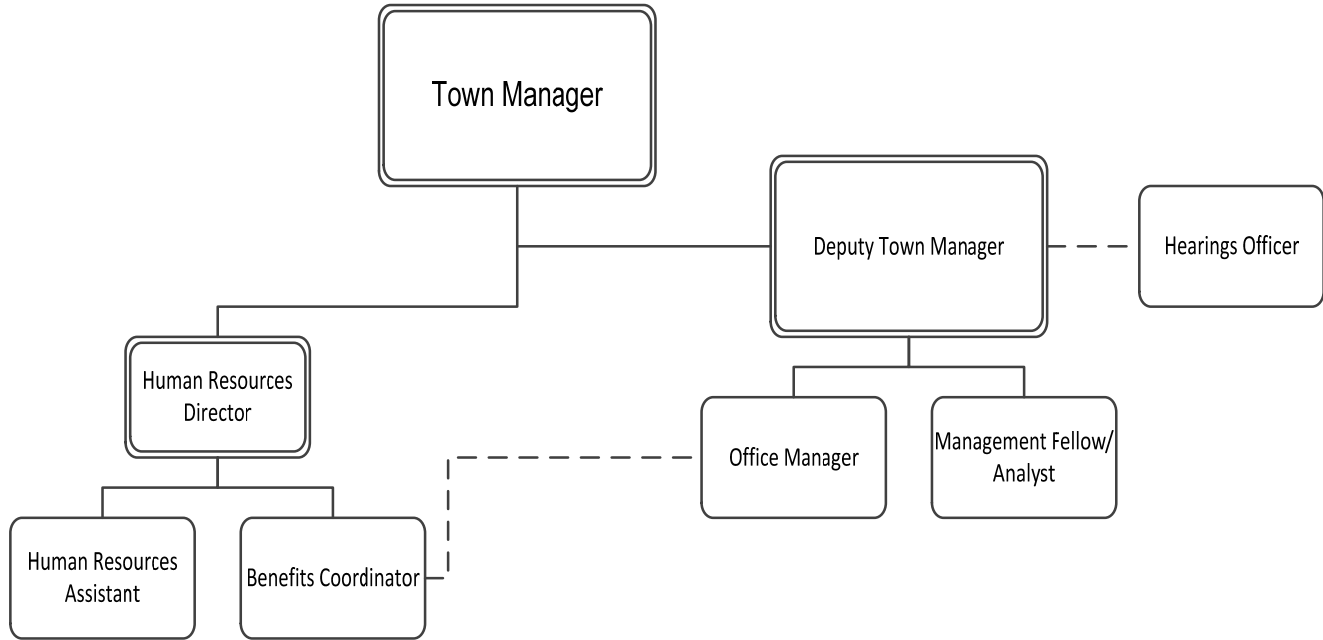 Town Manager
Deputy Town Manager
Hearings Officer
Human Resources
Director
Office Manager
Management Fellow/
Analyst
Human Resources
Assistant
Benefits Coordinator